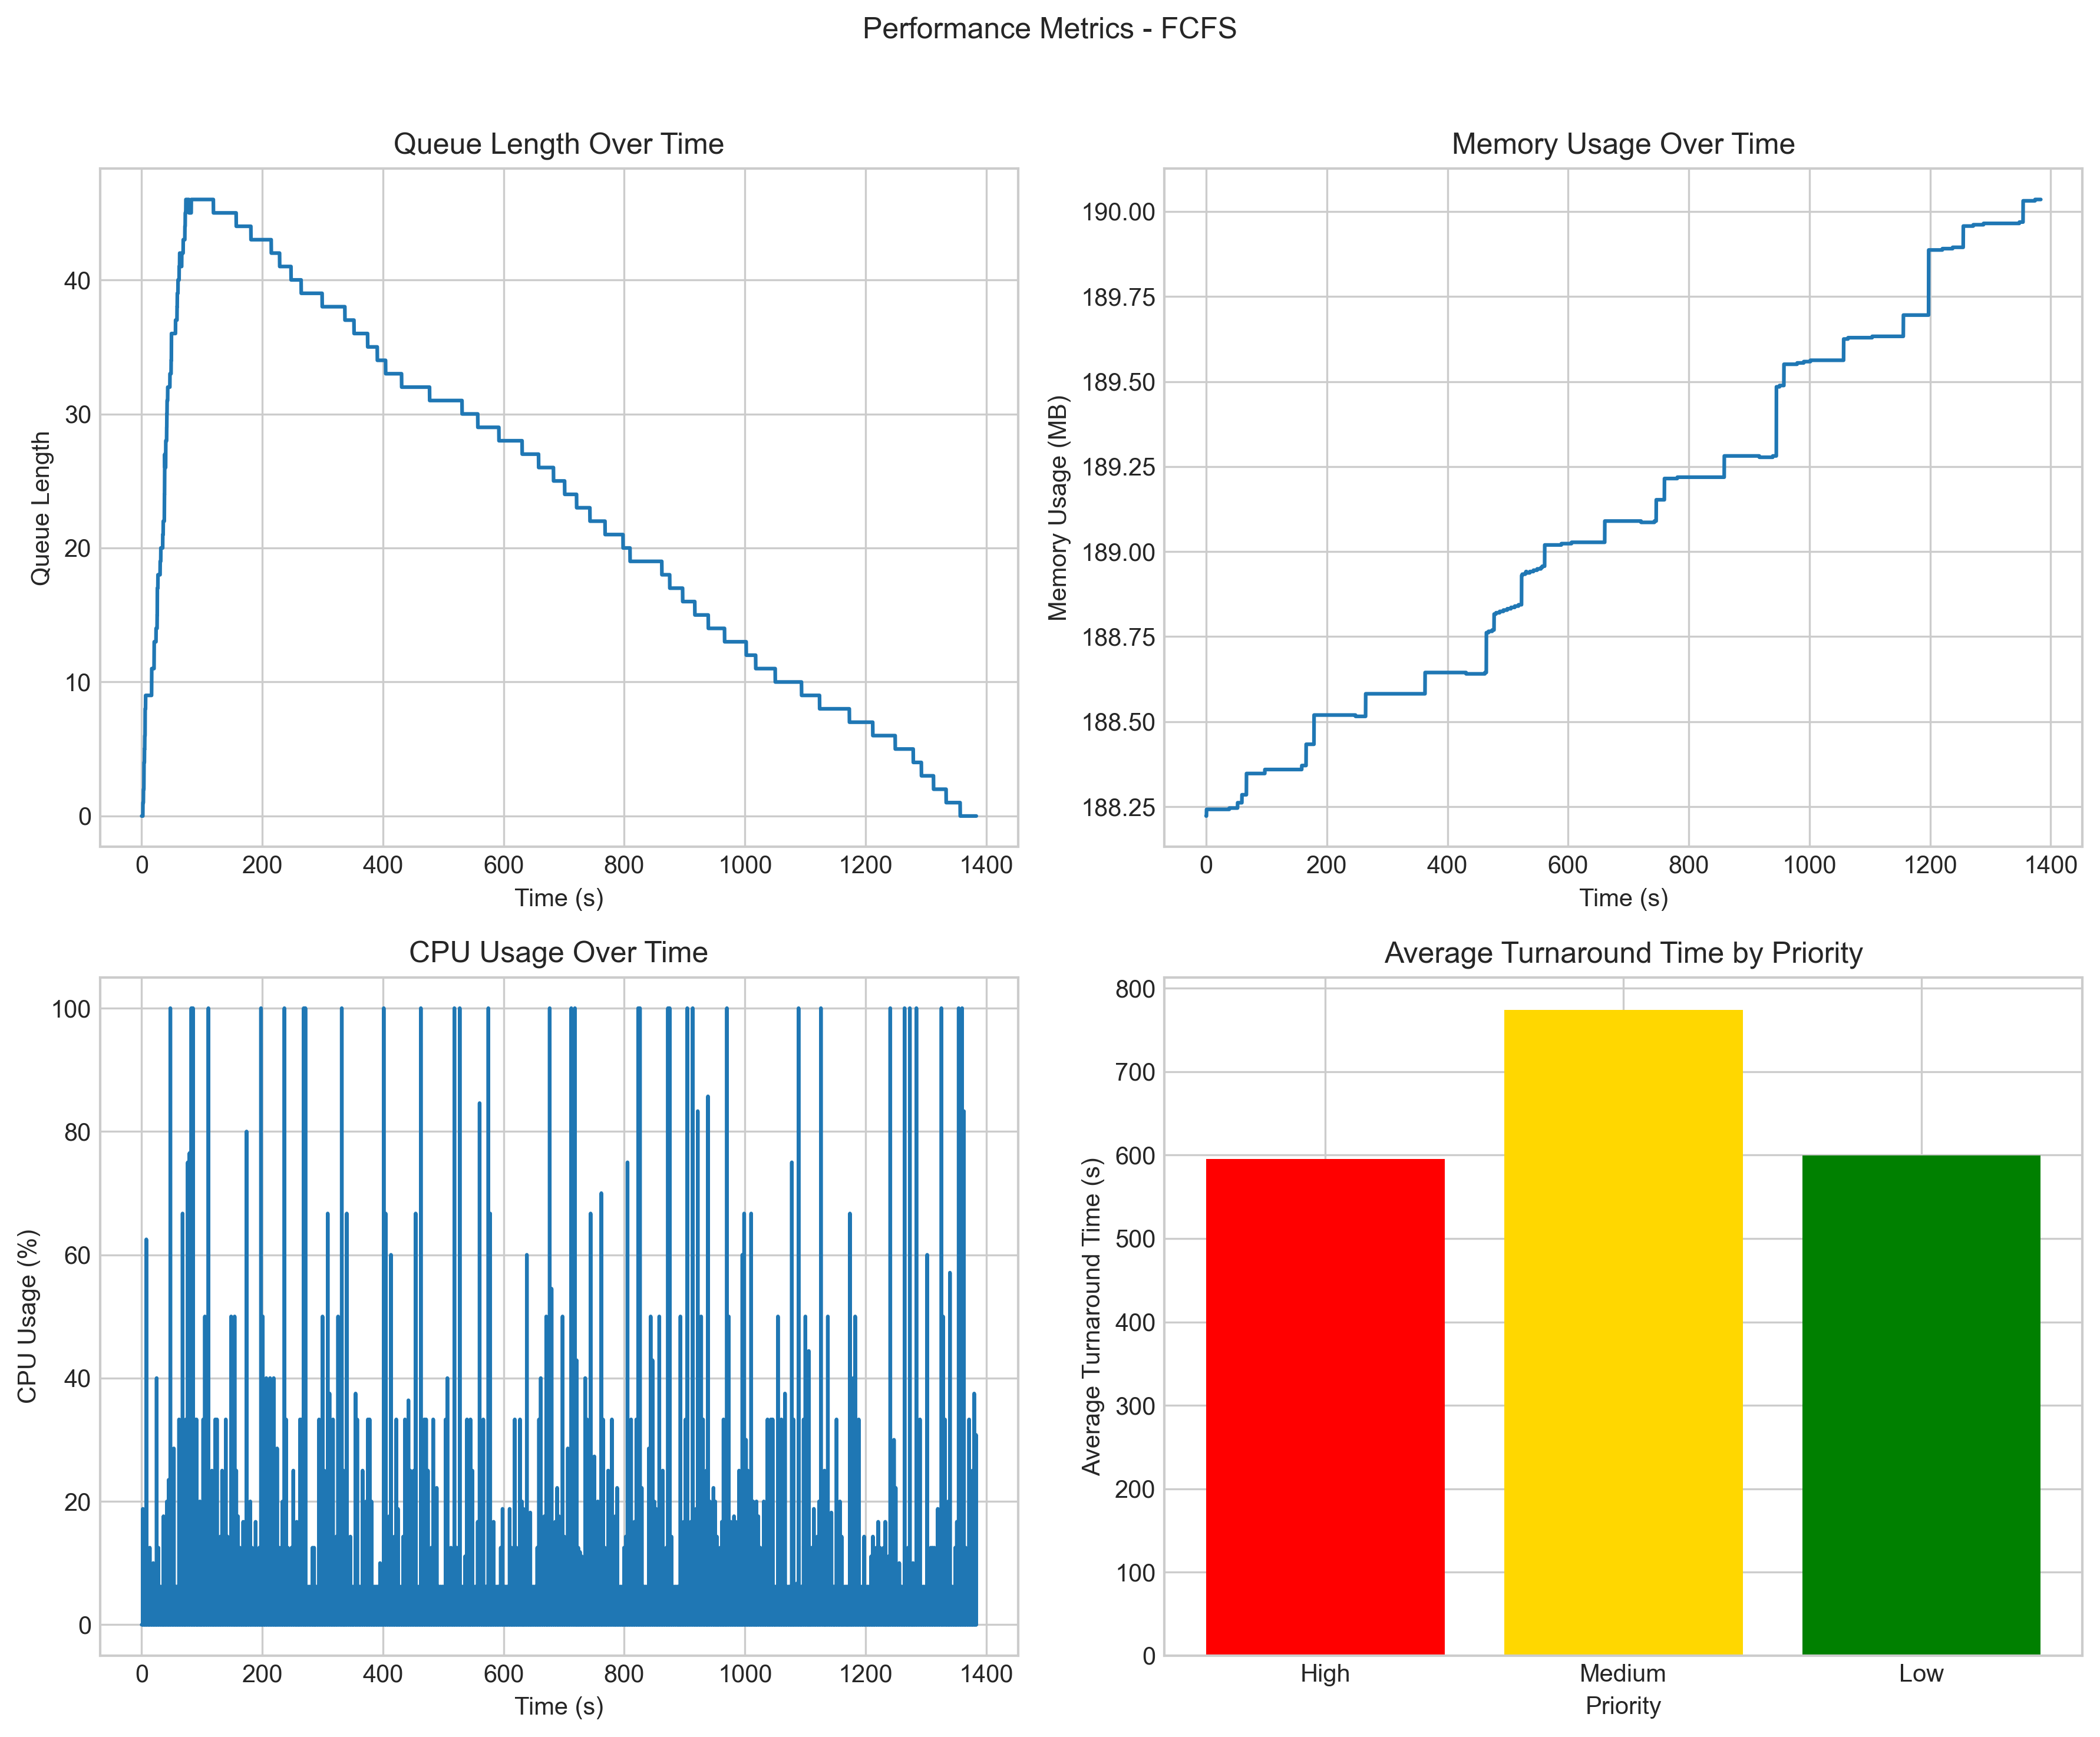 Performance Metrics - FCFS
Queue Length Over Time
Queue Length
40
30
20
10
0
0 200 400 600 800 1000 1200 1400
Time (s)
Memory Usage Over Time
Memory Usage (MB)
190.00
189.75
189.50
189.25
189.00
188.75
188.50
188.25
0 200 400 600 800 1000 1200 1400
Time (s)
CPU Usage Over Time
CPU Usage (%)
100
80
60
40
20
0
0 200 400 600 800 1000 1200 1400
Time (s)
Average Turnaround Time by Priority
Average Turnaround Time (s)
800
700
600
500
400
300
200
100
0
High Medium Low
Priority